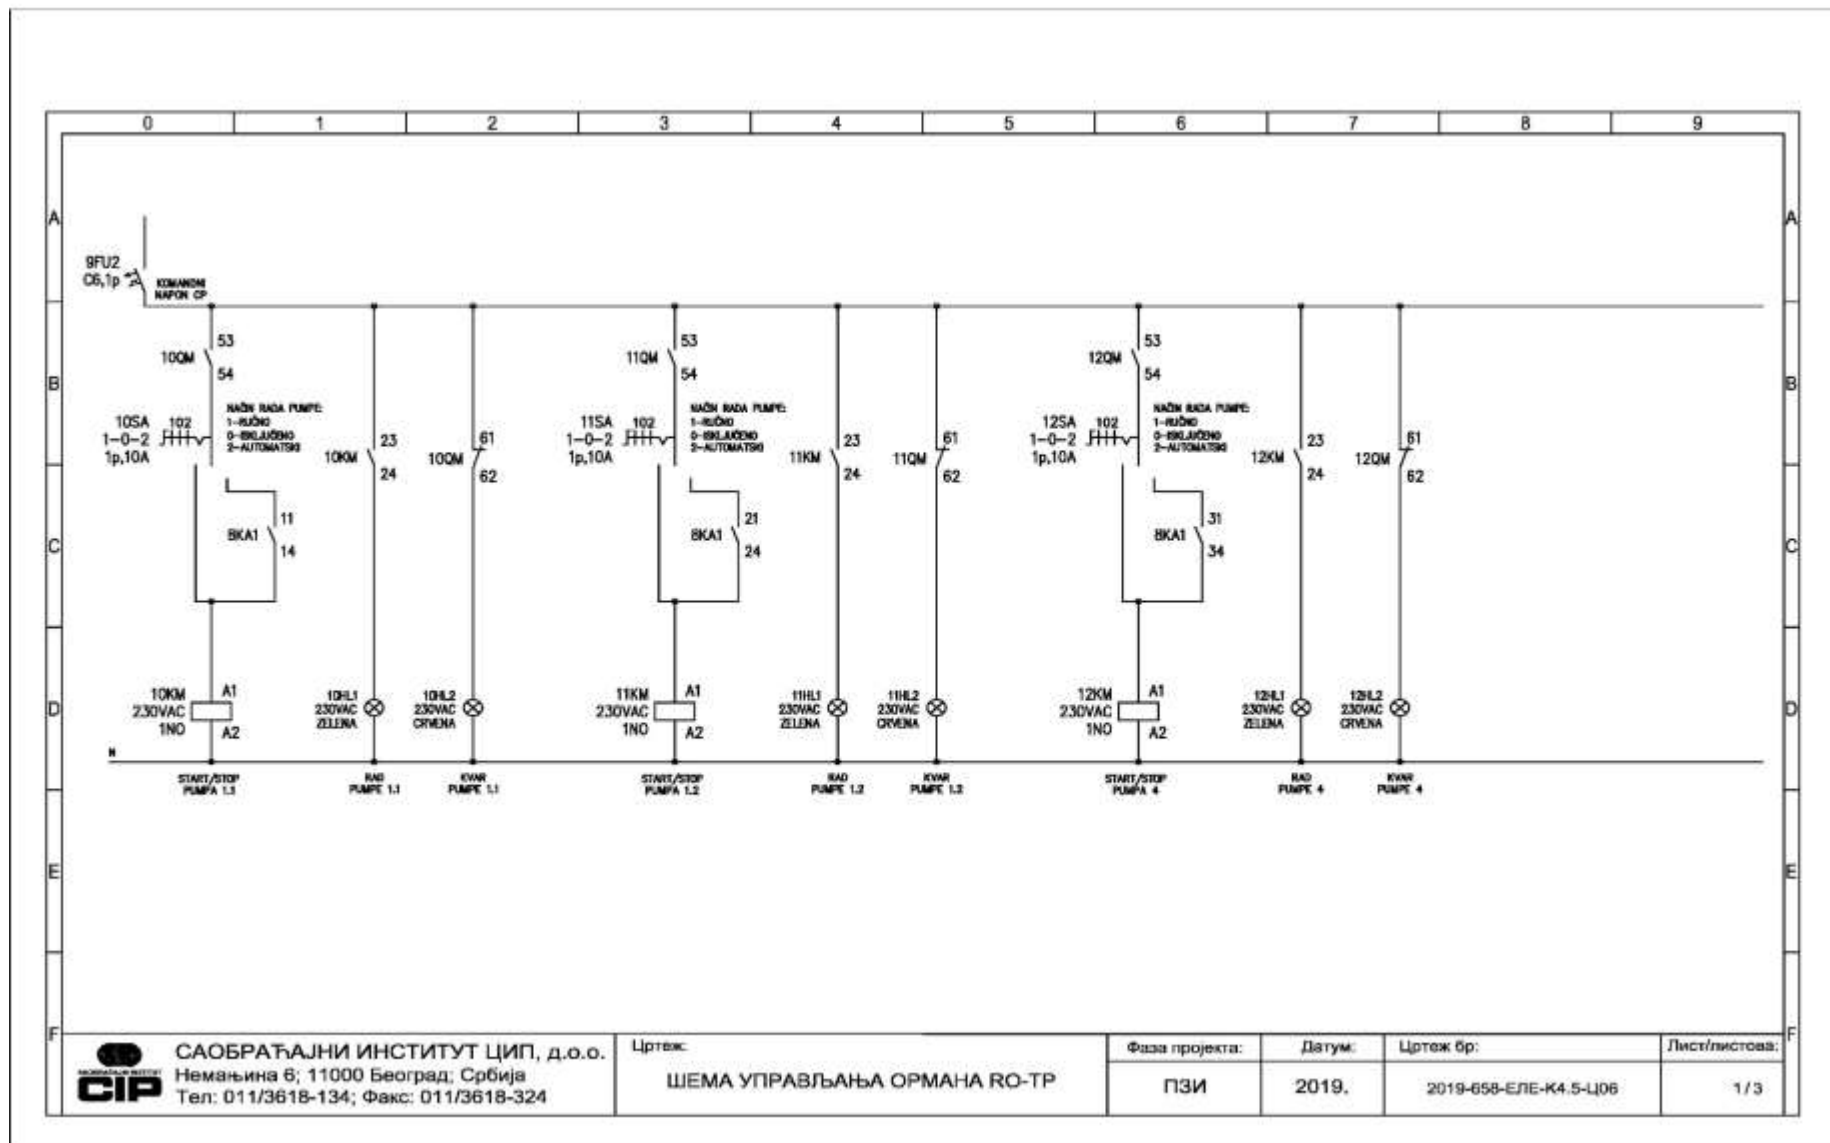 0 1 2 3 4 5 6 7 8 9
A A
9FU2
C6,1p
KOMANDNI
NAPON CP
53
10QM
54
53
11QM
54
53
12QM
54
B B
10SA 102
1-0-2
1p,10A
NAČIN RADA PUMPE:
1-RUČNO
0-ISKLJUČENO
2-AUTOMATSKI
23
10KM
24
61
10QM
62
11SA 102
1-0-2
1p,10A
NAČIN RADA PUMPE:
1-RUČNO
0-ISKLJUČENO
2-AUTOMATSKI
23
11KM
24
61
11QM
62
12SA 102
1-0-2
1p,10A
NAČIN RADA PUMPE:
1-RUČNO
0-ISKLJUČENO
2-AUTOMATSKI
23
12KM
24
61
12QM
62
C C
11
8KA1
14
21
8KA1
24
31
8KA1
34
D D
10KM A1
230VAC
1NO A2
10HL1
230VAC
ZELENA
10HL2
230VAC
CRVENA
11KM A1
230VAC
1NO A2
11HL1
230VAC
ZELENA
11HL2
230VAC
CRVENA
12KM A1
230VAC
1NO A2
12HL1
230VAC
ZELENA
12HL2
230VAC
CRVENA
N
START/STOP
PUMPA 1.1
RAD
PUMPE 1.1
KVAR
PUMPE 1.1
START/STOP
PUMPA 1.2
RAD
PUMPE 1.2
KVAR
PUMPE 1.2
START/STOP
PUMPA 4
RAD
PUMPE 4
KVAR
PUMPE 4
E E
F F
CIP
САОБРАЋАЈНИ ИНСТИТУТ ЦИП, д.о.о.
Немањина 6; 11000 Београд; Србија
Тел: 011/3618-134; Факс: 011/3618-324
Цртеж:
ШЕМА УПРАВЉАЊА ОРМАНА RO-TP
Фаза пројекта:
ПЗИ
Датум:
2019.
Цртеж бр:
2019-658-ЕЛЕ-К4.5-Ц06
Лист/листова:
1/3